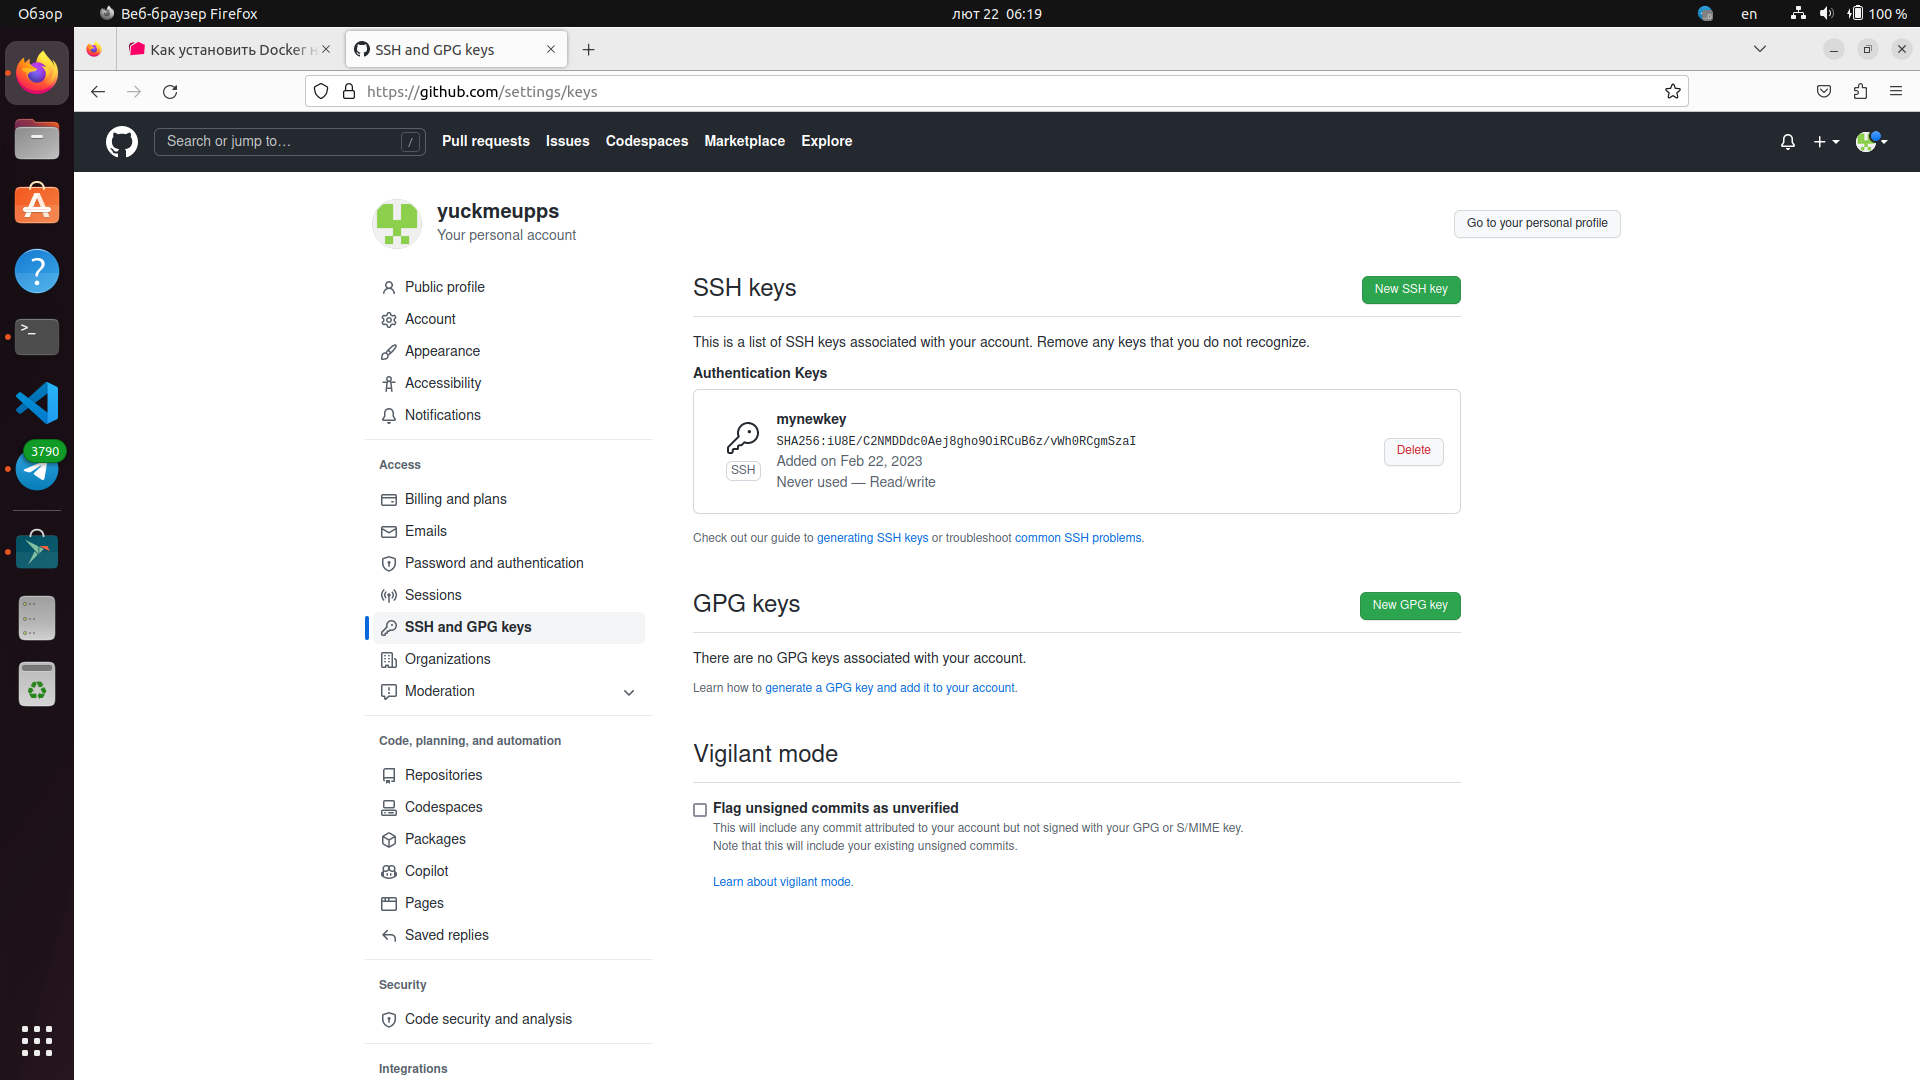 Обзор
Веб-браузер Firefox
лют 22 06:19
en
100 %
Как установить Docker
SSH and GPG keys
https://github.com/settings/keys
Search or jump to…
/
Pull requests
Issues
Codespaces
Marketplace
Explore
yuckmeupps
Your personal account
Go to your personal profile
Public profile
Account
Appearance
Accessibility
Notifications
Access
Billing and plans
Emails
Password and authentication
Sessions
SSH and GPG keys
Organizations
Moderation
Code, planning, and automation
Repositories
Codespaces
Packages
Copilot
Pages
Saved replies
Security
Code security and analysis
Integrations
SSH keys
New SSH key
This is a list of SSH keys associated with your account. Remove any keys that you do not recognize.
Authentication Keys
mynewkey
SHA256:iU8E/C2NMDDdc0Aej8gho9OiRCuB6z/vWh0RCgmSzaI
Added on Feb 22, 2023
Never used — Read/write
SSH
Delete
Check out our guide to generating SSH keys or troubleshoot common SSH problems.
GPG keys
New GPG key
There are no GPG keys associated with your account.
Learn how to generate a GPG key and add it to your account.
Vigilant mode
Flag unsigned commits as unverified
This will include any commit attributed to your account but not signed with your GPG or S/MIME key.
Note that this will include your existing unsigned commits.
Learn about vigilant mode.
>_
?
3790